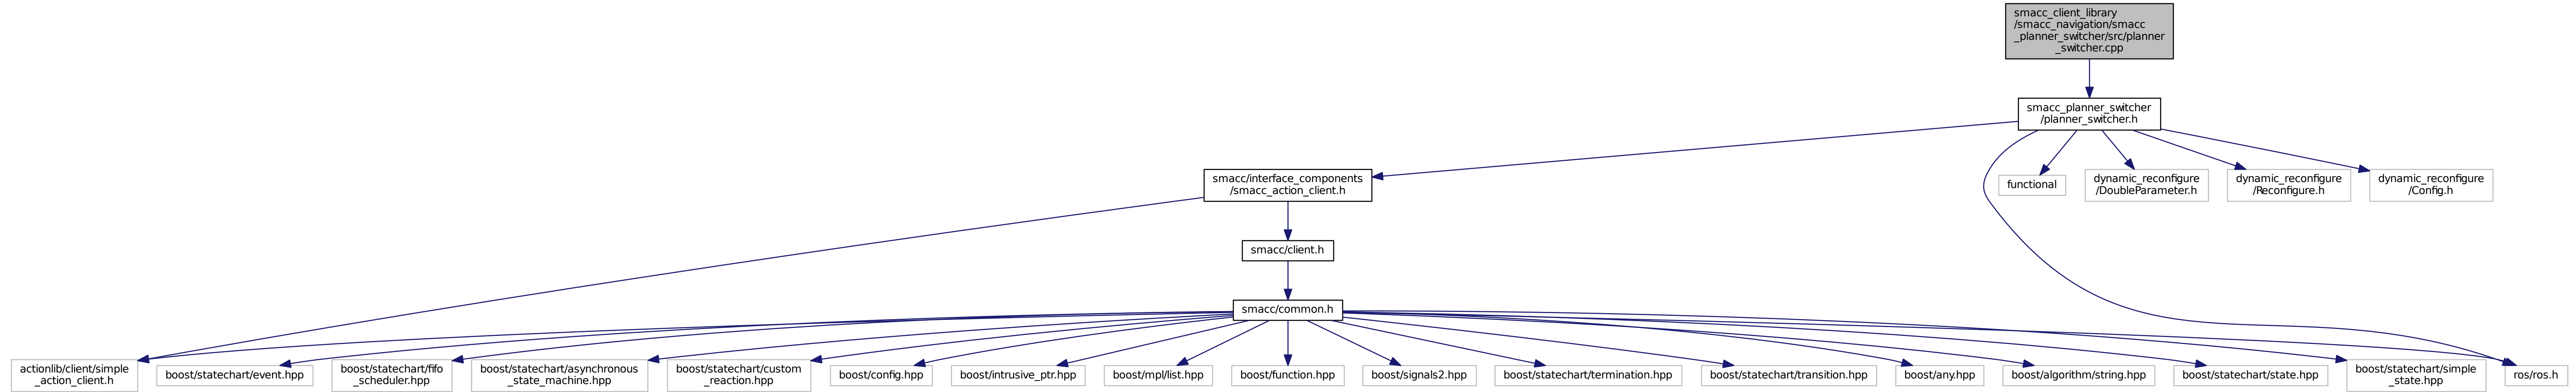 smacc_client_library
/smacc_navigation/smacc
_planner_switcher/src/planner
_switcher.cpp
smacc_planner_switcher
/planner_switcher.h
smacc/interface_components
/smacc_action_client.h
functional
dynamic_reconfigure
/DoubleParameter.h
dynamic_reconfigure
/Reconfigure.h
dynamic_reconfigure
/Config.h
smacc/client.h
smacc/common.h
actionlib/client/simple
_action_client.h
boost/statechart/event.hpp
boost/statechart/fifo
_scheduler.hpp
boost/statechart/asynchronous
_state_machine.hpp
boost/statechart/custom
_reaction.hpp
boost/config.hpp
boost/intrusive_ptr.hpp
boost/mpl/list.hpp
boost/function.hpp
boost/signals2.hpp
boost/statechart/termination.hpp
boost/statechart/transition.hpp
boost/any.hpp
boost/algorithm/string.hpp
boost/statechart/state.hpp
boost/statechart/simple
_state.hpp
ros/ros.h